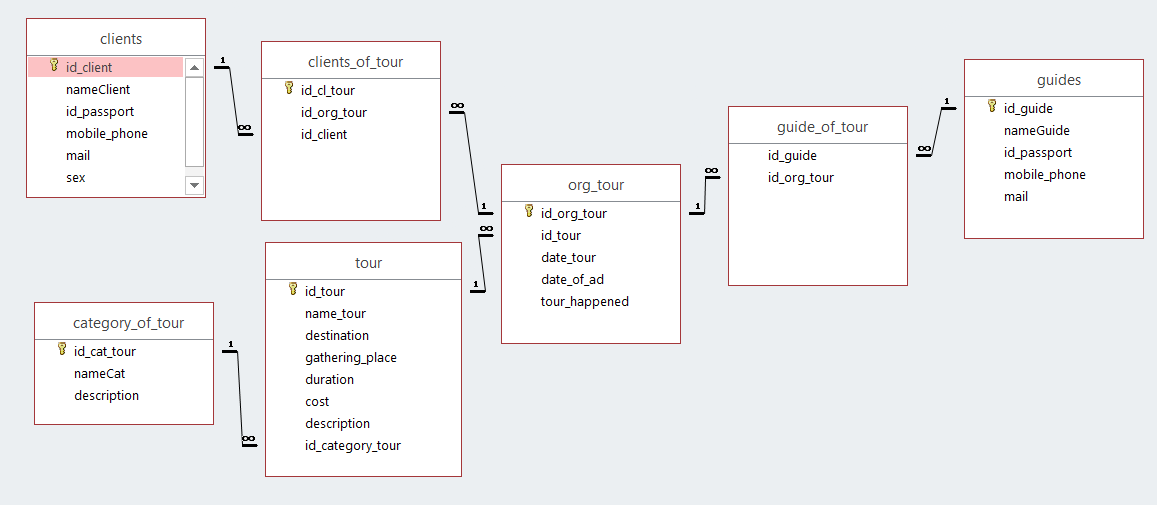 clients
id_client
nameClient
id_passport
mobile_phone
mail
sex
1
∞
clients_of_tour
id_cl_tour
id_org_tour
id_client
∞
1
category_of_tour
id_cat_tour
nameCat
description
1
∞
tour
id_tour
name_tour
destination
gathering_place
duration
cost
description
id_category_tour
1
∞
org_tour
id_org_tour
id_tour
date_tour
date_of_ad
tour_happened
1
∞
guide_of_tour
id_guide
id_org_tour
∞
1
guides
id_guide
nameGuide
id_passport
mobile_phone
mail